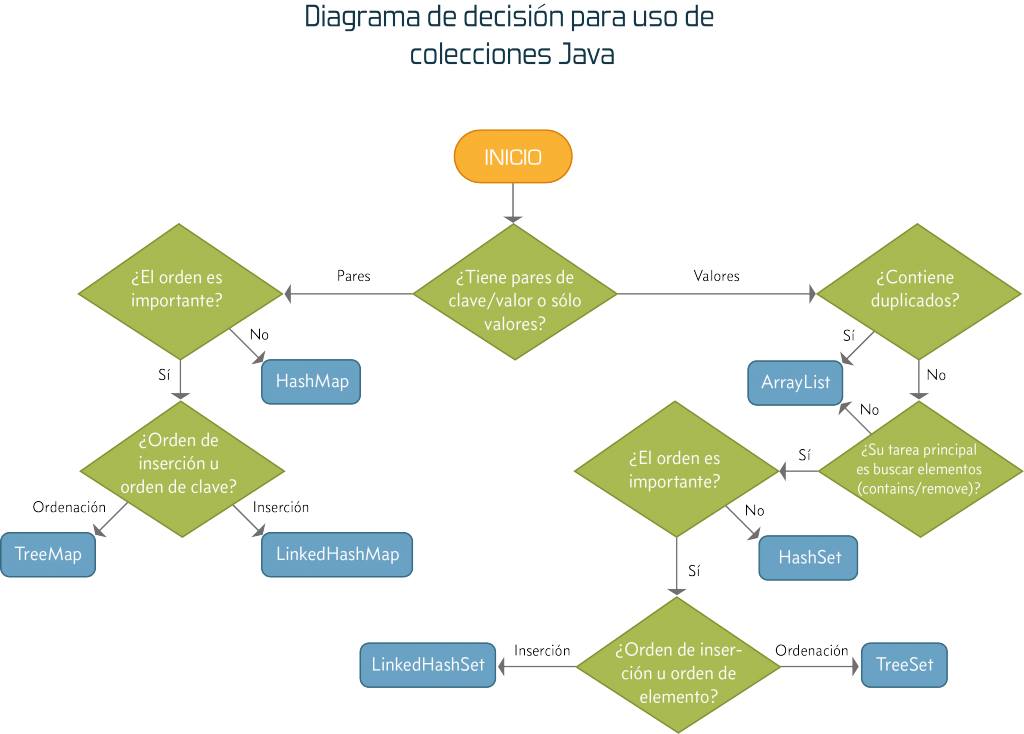 Diagrama de decisión para uso de
colecciones Java
INICIO
¿El orden es
importante?
Pares
¿Tiene pares de
clave/valor o sólo
valores?
Valores
¿Contiene
duplicados?
No
HashMap
Sí
Sí
ArrayList
No
¿Orden de
inserción u
orden de clave?
Ordenación
TreeMap
Inserción
LinkedHashMap
No
¿Su tarea principal
es buscar elementos
(contains/remove)?
Sí
¿El orden es
importante?
No
HashSet
Sí
¿Orden de inser-
ción u orden de
elemento?
Inserción
LinkedHashSet
Ordenación
TreeSet